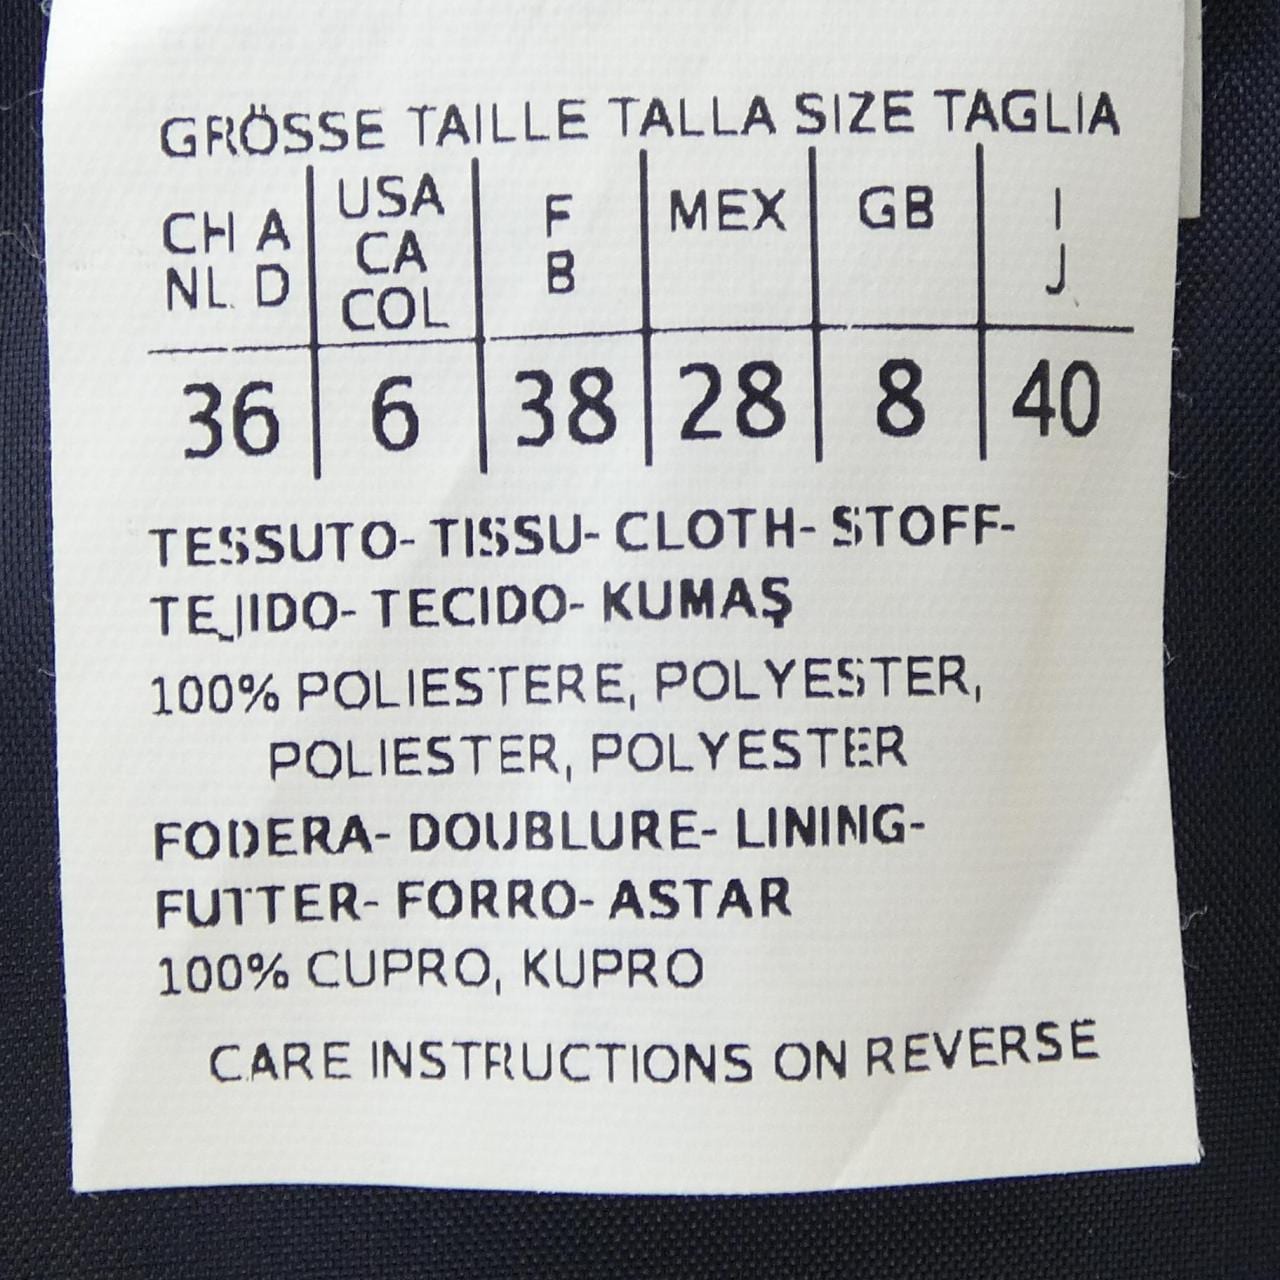 GRÖSSE TAILLE TALLA SIZE TAGLIA
CH A
NL D
USA
CA
COL
F
B
MEX
GB
I
J
36 6 38 28 8 40
TESSUTO- TISSU- CLOTH- STOFF-
TEJIDO- TECIDO- KUMAŞ
100% POLIESTERE, POLYESTER,
POLIESTER, POLYESTER
FODERA- DOUBLURE- LINING-
FUTTER- FORRO- ASTAR
100% CUPRO, KUPRO
CARE INSTRUCTIONS ON REVERSE